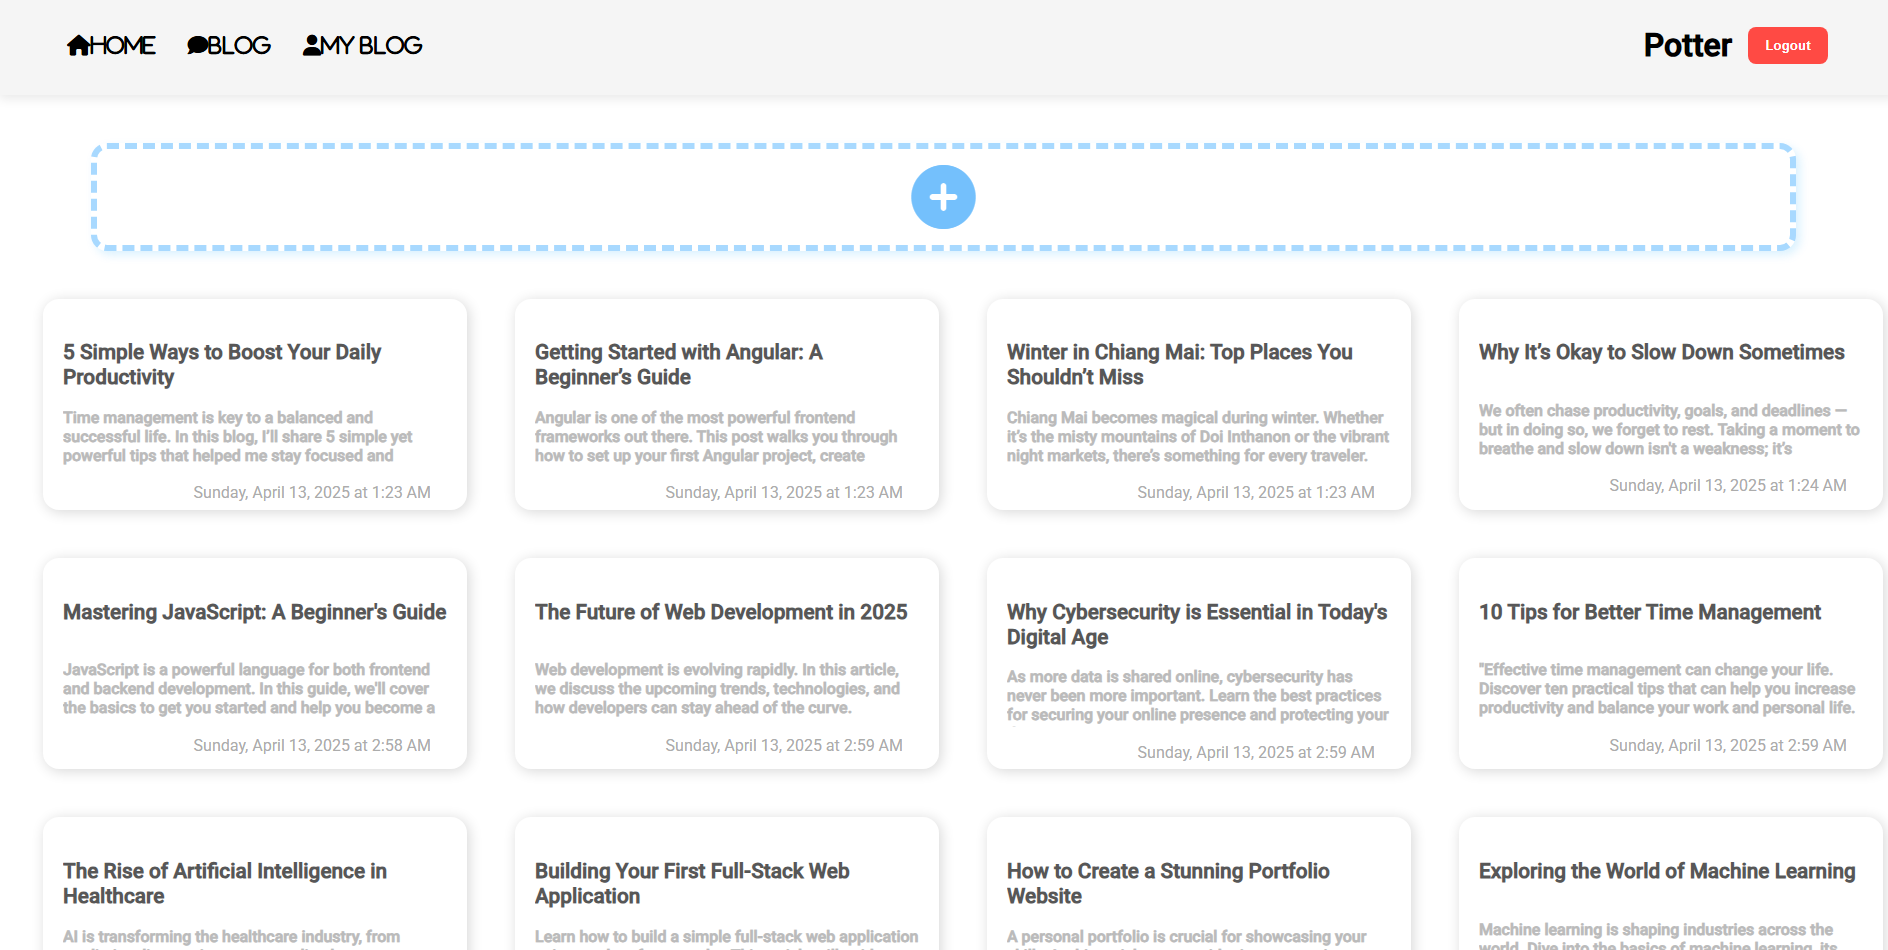 HOME BLOG MY BLOG Potter Logout
5 Simple Ways to Boost Your Daily
Productivity
Time management is key to a balanced and
successful life. In this blog, I’ll share 5 simple yet
powerful tips that helped me stay focused and
Sunday, April 13, 2025 at 1:23 AM
Getting Started with Angular: A
Beginner’s Guide
Angular is one of the most powerful frontend
frameworks out there. This post walks you through
how to set up your first Angular project, create
Sunday, April 13, 2025 at 1:23 AM
Winter in Chiang Mai: Top Places You
Shouldn’t Miss
Chiang Mai becomes magical during winter. Whether
it’s the misty mountains of Doi Inthanon or the vibrant
night markets, there’s something for every traveler.
Sunday, April 13, 2025 at 1:23 AM
Why It’s Okay to Slow Down Sometimes
We often chase productivity, goals, and deadlines —
but in doing so, we forget to rest. Taking a moment to
breathe and slow down isn't a weakness; it’s
Sunday, April 13, 2025 at 1:24 AM
Mastering JavaScript: A Beginner's Guide
JavaScript is a powerful language for both frontend
and backend development. In this guide, we'll cover
the basics to get you started and help you become a
Sunday, April 13, 2025 at 2:58 AM
The Future of Web Development in 2025
Web development is evolving rapidly. In this article,
we discuss the upcoming trends, technologies, and
how developers can stay ahead of the curve.
Sunday, April 13, 2025 at 2:59 AM
Why Cybersecurity is Essential in Today's
Digital Age
As more data is shared online, cybersecurity has
never been more important. Learn the best practices
for securing your online presence and protecting your
Sunday, April 13, 2025 at 2:59 AM
10 Tips for Better Time Management
"Effective time management can change your life.
Discover ten practical tips that can help you increase
productivity and balance your work and personal life.
Sunday, April 13, 2025 at 2:59 AM
The Rise of Artificial Intelligence in
Healthcare
AI is transforming the healthcare industry, from
Building Your First Full-Stack Web
Application
Learn how to build a simple full-stack web application
How to Create a Stunning Portfolio
Website
A personal portfolio is crucial for showcasing your
Exploring the World of Machine Learning
Machine learning is shaping industries across the
world. Dive into the basics of machine learning, its